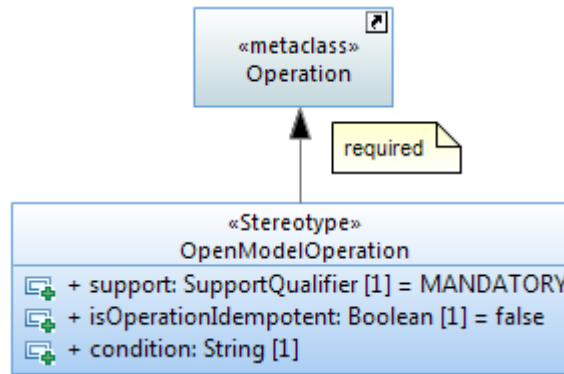 «metaclass»
Operation
required
«Stereotype»
OpenModelOperation
+ support: SupportQualifier [1] = MANDATORY
+ isOperationIdempotent: Boolean [1] = false
+ condition: String [1]